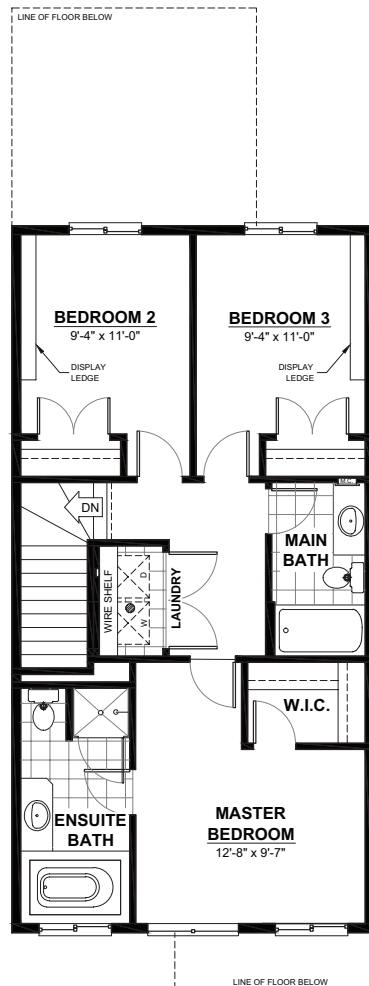 LINE OF FLOOR BELOW
BEDROOM 2
9'-4" x 11'-0"
BEDROOM 3
9'-4" x 11'-0"
DISPLAY
LEDGE
DISPLAY
LEDGE
M.C.
DN
MAIN
BATH
WIRE SHELF
D
W
LAUNDRY
W.I.C.
ENSUITE
BATH
MASTER
BEDROOM
12'-8" x 9'-7"
LINE OF FLOOR BELOW